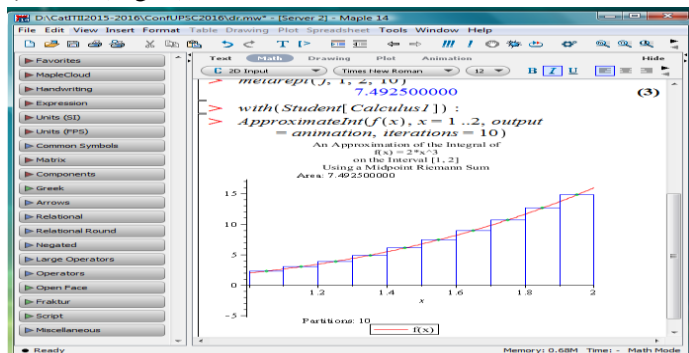 D:\CatITII2015-2016\ConfUPSC2016\dr.mw* - [Server 2] - Maple 14
File Edit View Insert Format Table Drawing Plot Spreadsheet Tools Window Help
Favorites
MapleCloud
Handwriting
Expression
Units (SI)
Units (FPS)
Common Symbols
Matrix
Components
Greek
Arrows
Relational
Relational Round
Negated
Large Operators
Operators
Open Face
Fraktur
Script
Miscellaneous
Text Math Drawing Plot Animation Hide
2D Input Times New Roman 12 B I U
> metarept(f, 1, 2, 10)
7.492500000 (3)
> with(Student[Calculus1]) :
> ApproximateInt(f(x), x = 1 ..2, output
= animation, iterations = 10)
An Approximation of the Integral of
f(x) = 2*x^3
on the Interval [1, 2]
Using a Midpoint Riemann Sum
Area: 7.492500000
15
10
5
0
-5
1.2 1.4 1.6 1.8 2
x
Partitions: 10
f(x)
Ready Memory: 0.68M Time: - Math Mode